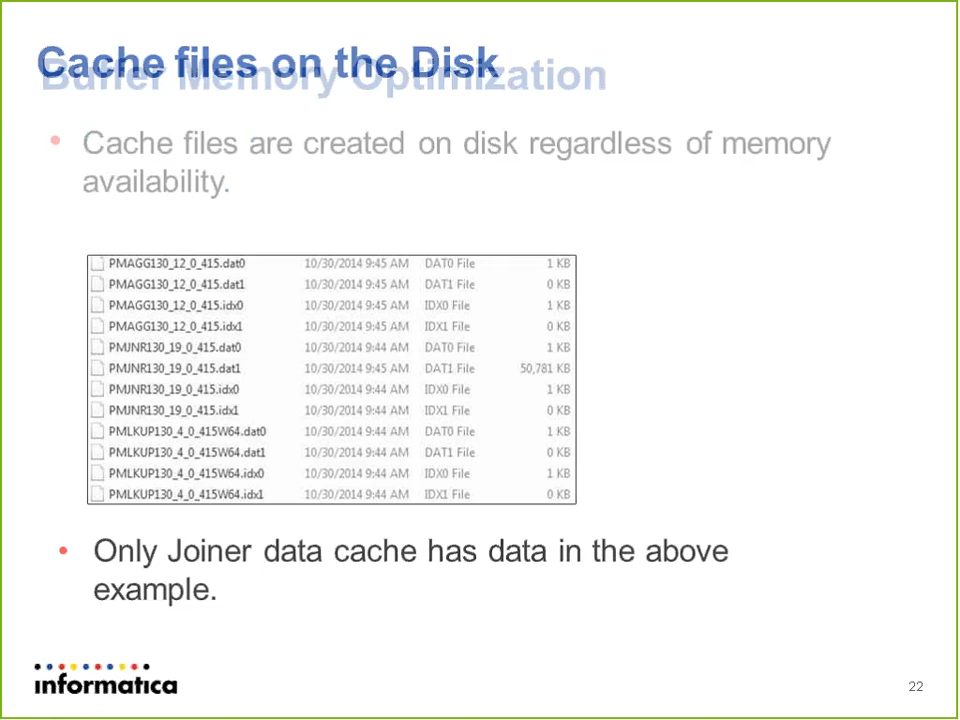 Cache files on the Disk
Buffer Memory Optimization
• Cache files are created on disk regardless of memory
availability.
PMAGG130_12_0_415.dat0 10/30/2014 9:45 AM DAT0 File 1 KB
PMAGG130_12_0_415.dat1 10/30/2014 9:45 AM DAT1 File 0 KB
PMAGG130_12_0_415.idx0 10/30/2014 9:45 AM IDX0 File 1 KB
PMAGG130_12_0_415.idx1 10/30/2014 9:45 AM IDX1 File 0 KB
PMJNR130_19_0_415.dat0 10/30/2014 9:44 AM DAT0 File 1 KB
PMJNR130_19_0_415.dat1 10/30/2014 9:45 AM DAT1 File 50,781 KB
PMJNR130_19_0_415.idx0 10/30/2014 9:44 AM IDX0 File 1 KB
PMJNR130_19_0_415.idx1 10/30/2014 9:44 AM IDX1 File 0 KB
PMLKUP130_4_0_415W64.dat0 10/30/2014 9:44 AM DAT0 File 1 KB
PMLKUP130_4_0_415W64.dat1 10/30/2014 9:44 AM DAT1 File 0 KB
PMLKUP130_4_0_415W64.idx0 10/30/2014 9:44 AM IDX0 File 1 KB
PMLKUP130_4_0_415W64.idx1 10/30/2014 9:44 AM IDX1 File 0 KB
• Only Joiner data cache has data in the above
example.
informatica
22